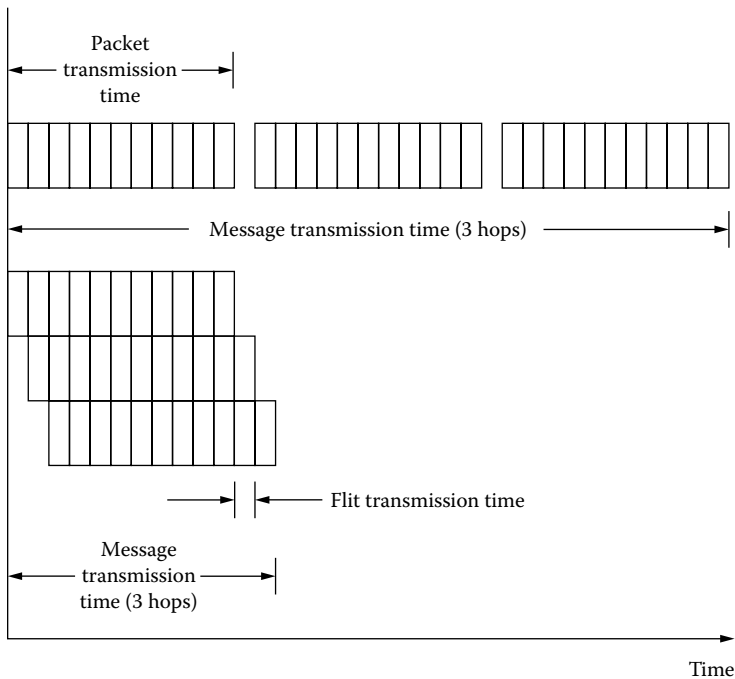 Packet
transmission
time
Message transmission time (3 hops)
Flit transmission time
Message
transmission
time (3 hops)
Time